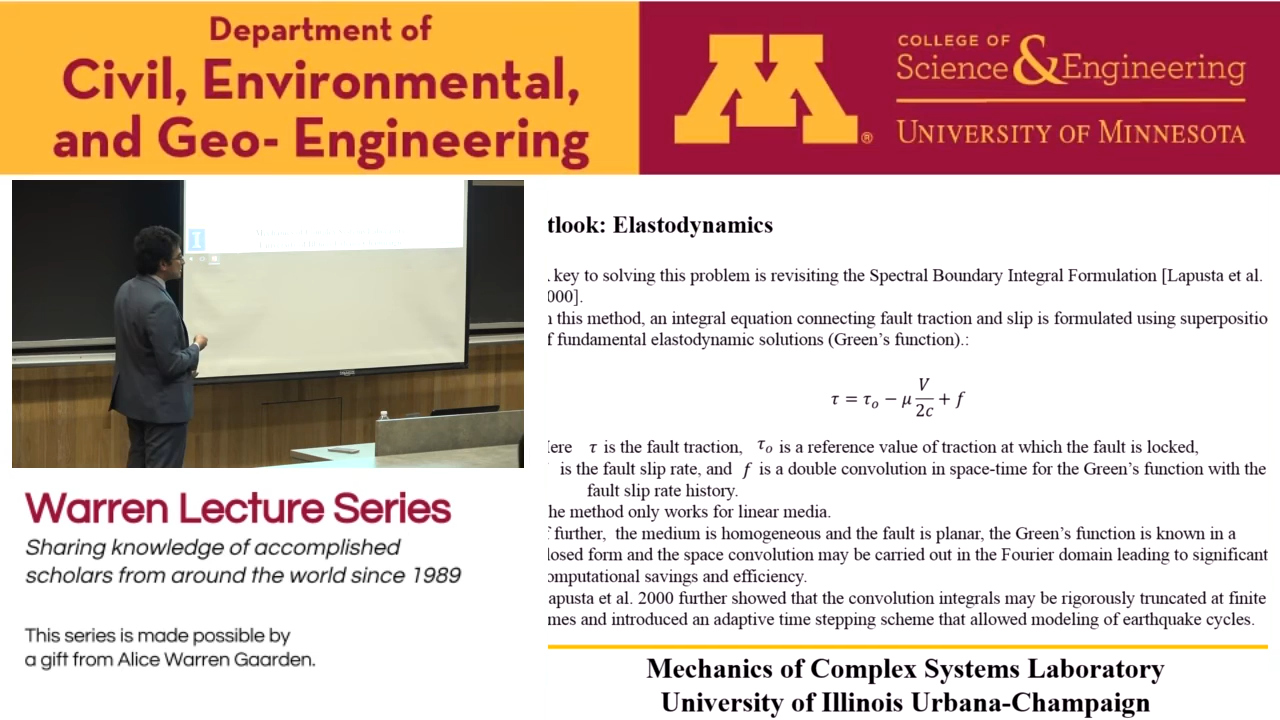 Department of
Civil, Environmental,
and Geo- Engineering
M®
COLLEGE OF
Science & Engineering
UNIVERSITY OF MINNESOTA
tlook: Elastodynamics
. key to solving this problem is revisiting the Spectral Boundary Integral Formulation [Lapusta et al.
000].
n this method, an integral equation connecting fault traction and slip is formulated using superpositio
f fundamental elastodynamic solutions (Green's function).:
τ = τo − μ V/2c + f
Here τ is the fault traction, τo is a reference value of traction at which the fault is locked,
is the fault slip rate, and f is a double convolution in space-time for the Green's function with the
fault slip rate history.
he method only works for linear media.
f further, the medium is homogeneous and the fault is planar, the Green's function is known in a
losed form and the space convolution may be carried out in the Fourier domain leading to significant
omputational savings and efficiency.
apusta et al. 2000 further showed that the convolution integrals may be rigorously truncated at finite
mes and introduced an adaptive time stepping scheme that allowed modeling of earthquake cycles.
Mechanics of Complex Systems Laboratory
University of Illinois Urbana-Champaign
Warren Lecture Series
Sharing knowledge of accomplished
scholars from around the world since 1989
This series is made possible by
a gift from Alice Warren Gaarden.